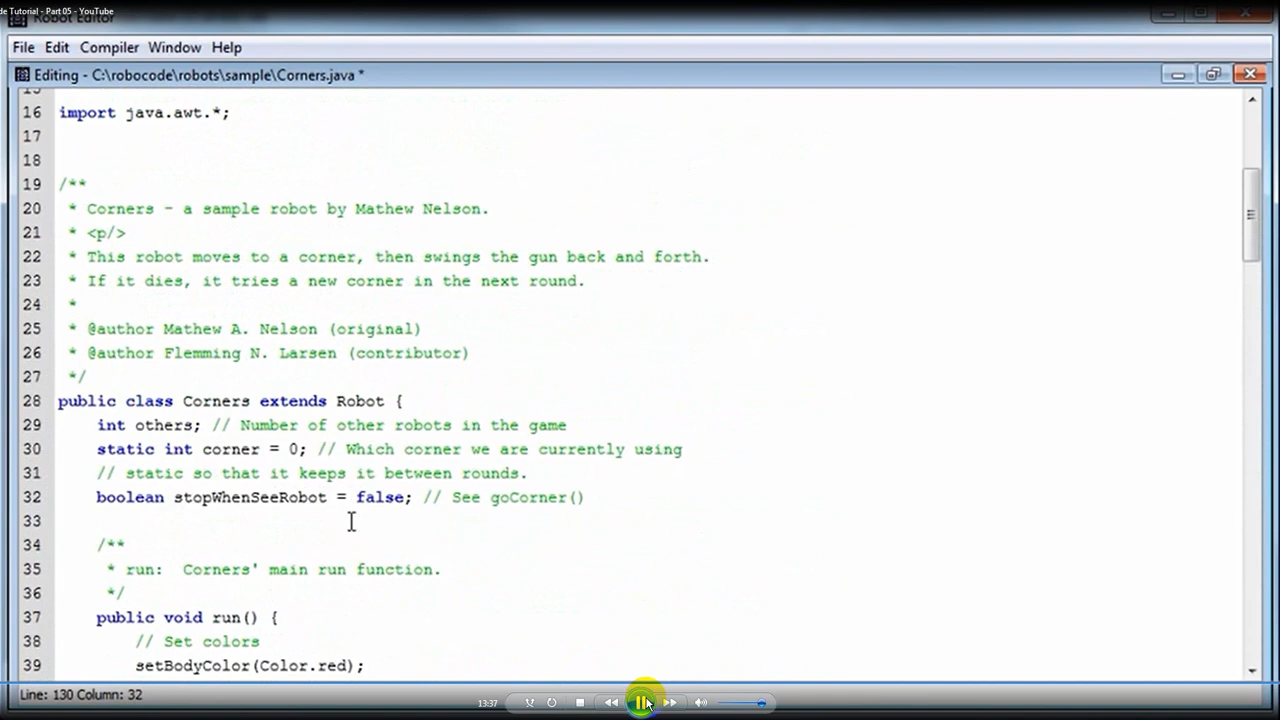 de Tutorial - Part 05 - YouTube
Robot Editor
File Edit Compiler Window Help
Editing - C:\robocode\robots\sample\Corners.java *
15
16 import java.awt.*;
17
18
19 /**
20  * Corners - a sample robot by Mathew Nelson.
21  * <p/>
22  * This robot moves to a corner, then swings the gun back and forth.
23  * If it dies, it tries a new corner in the next round.
24  *
25  * @author Mathew A. Nelson (original)
26  * @author Flemming N. Larsen (contributor)
27  */
28 public class Corners extends Robot {
29     int others; // Number of other robots in the game
30     static int corner = 0; // Which corner we are currently using
31     // static so that it keeps it between rounds.
32     boolean stopWhenSeeRobot = false; // See goCorner()
33
34     /**
35      * run:  Corners' main run function.
36      */
37     public void run() {
38         // Set colors
39         setBodyColor(Color.red);
Line: 130 Column: 32
13:37